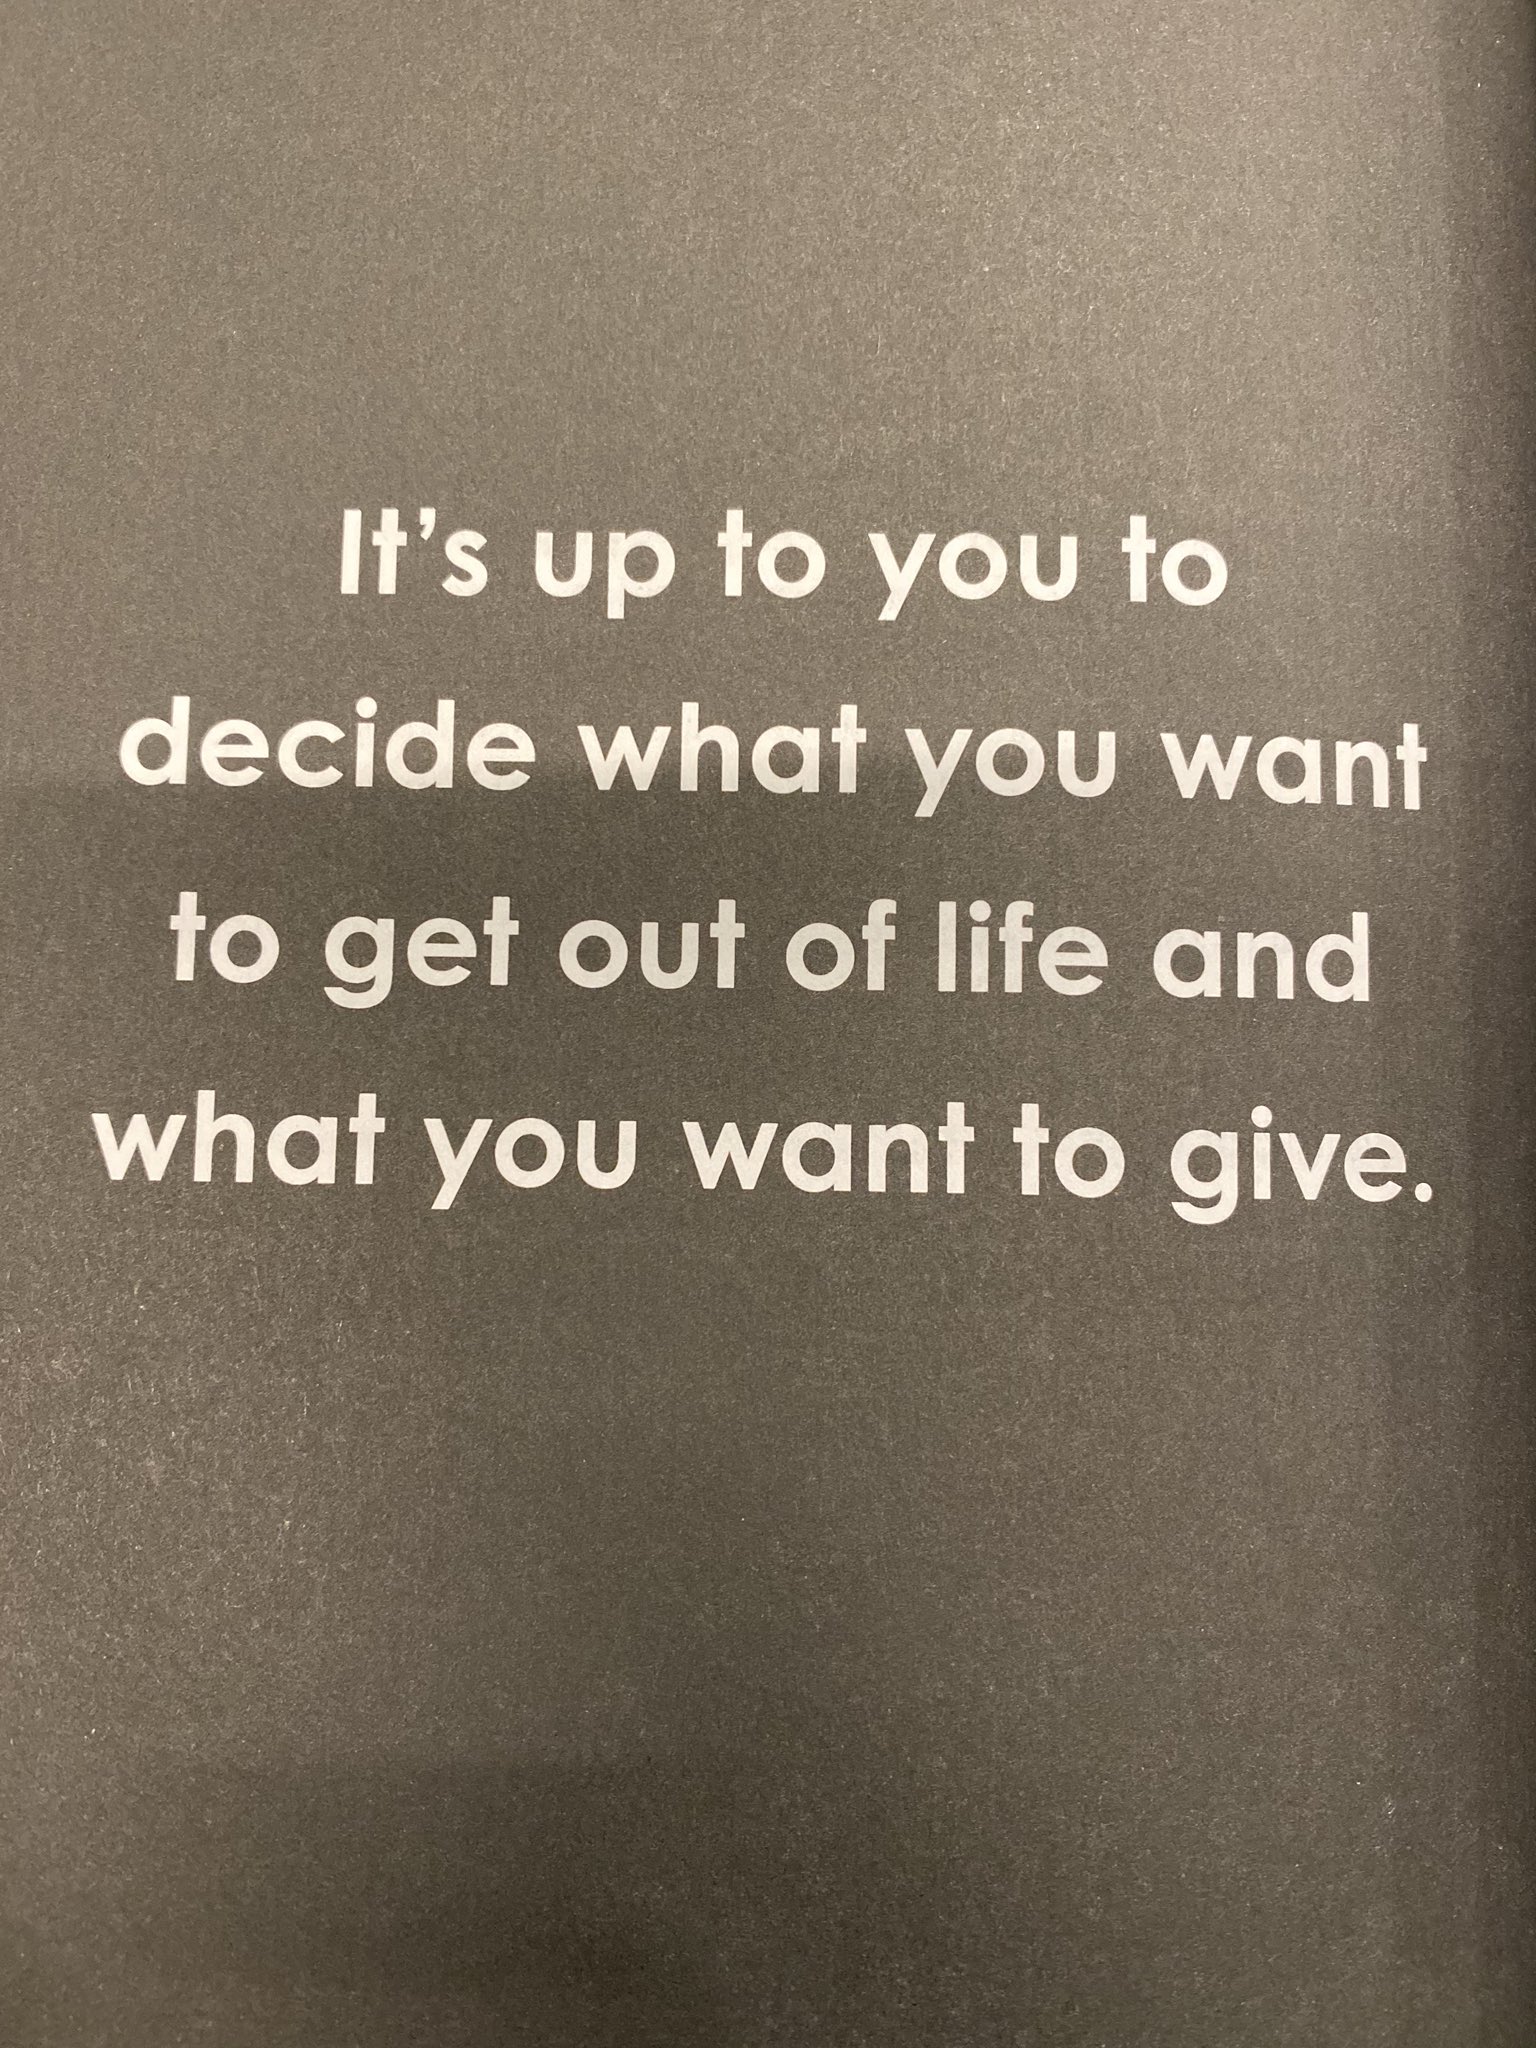 It’s up to you to
decide what you want
to get out of life and
what you want to give.